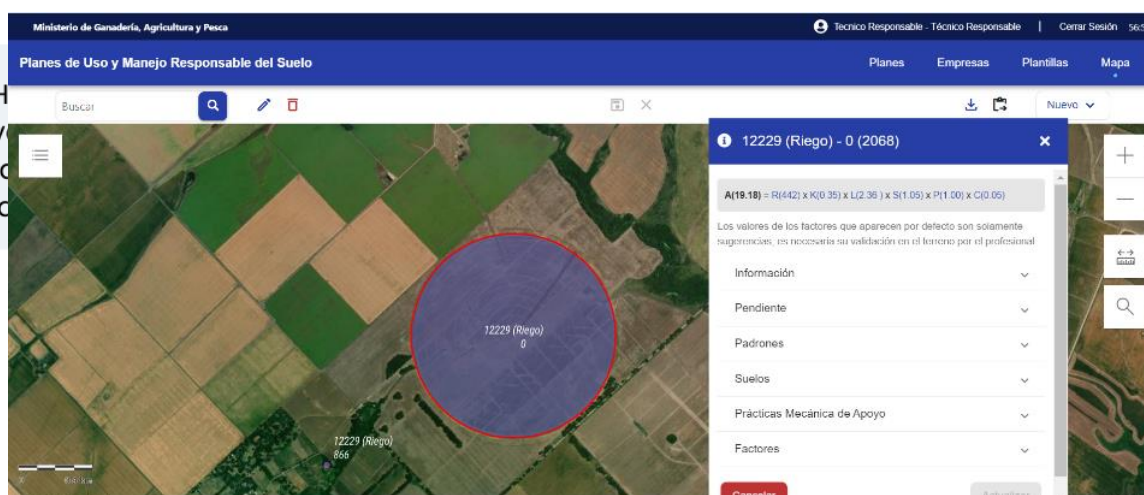 Ministerio de Ganadería, Agricultura y Pesca
Tecnico Responsable - Técnico Responsable | Cerrar Sesión 56:
Planes de Uso y Manejo Responsable del Suelo
Planes Empresas Plantillas Mapa
Buscar
Nuevo
12229 (Riego) - 0 (2068)
A(19.18) = R(442) x K(0.35) x L(2.36 ) x S(1.05) x P(1.00) x C(0.05)
Los valores de los factores que aparecen por defecto son solamente
sugerencias, es necesaria su validación en el terreno por el profesional
Información
Pendiente
Padrones
Suelos
Prácticas Mecánica de Apoyo
Factores
Cancelar
Actualizar
12229 (Riego)
0
12229 (Riego)
866